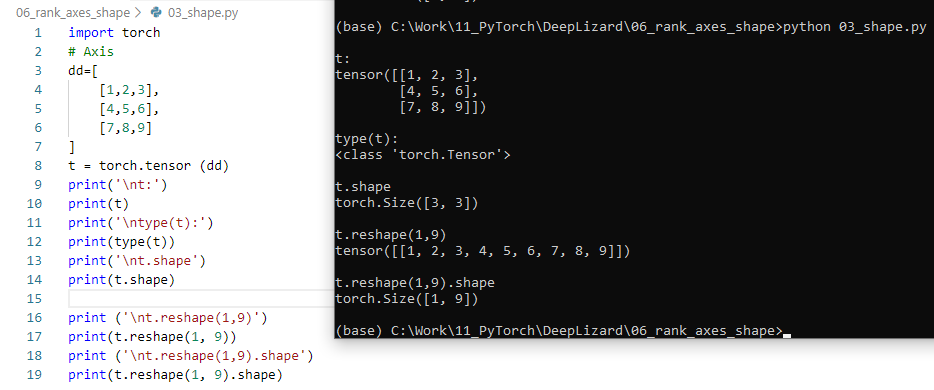 06_rank_axes_shape > 03_shape.py
1 import torch
2 # Axis
3 dd=[
4     [1,2,3],
5     [4,5,6],
6     [7,8,9]
7 ]
8 t = torch.tensor (dd)
9 print('\nt:')
10 print(t)
11 print('\ntype(t):')
12 print(type(t))
13 print('\nt.shape')
14 print(t.shape)
15
16 print ('\nt.reshape(1,9)')
17 print(t.reshape(1, 9))
18 print ('\nt.reshape(1,9).shape')
19 print(t.reshape(1, 9).shape)
(base) C:\Work\11_PyTorch\DeepLizard\06_rank_axes_shape>python 03_shape.py
t:
tensor([[1, 2, 3],
        [4, 5, 6],
        [7, 8, 9]])
type(t):
<class 'torch.Tensor'>
t.shape
torch.Size([3, 3])
t.reshape(1,9)
tensor([[1, 2, 3, 4, 5, 6, 7, 8, 9]])
t.reshape(1,9).shape
torch.Size([1, 9])
(base) C:\Work\11_PyTorch\DeepLizard\06_rank_axes_shape>